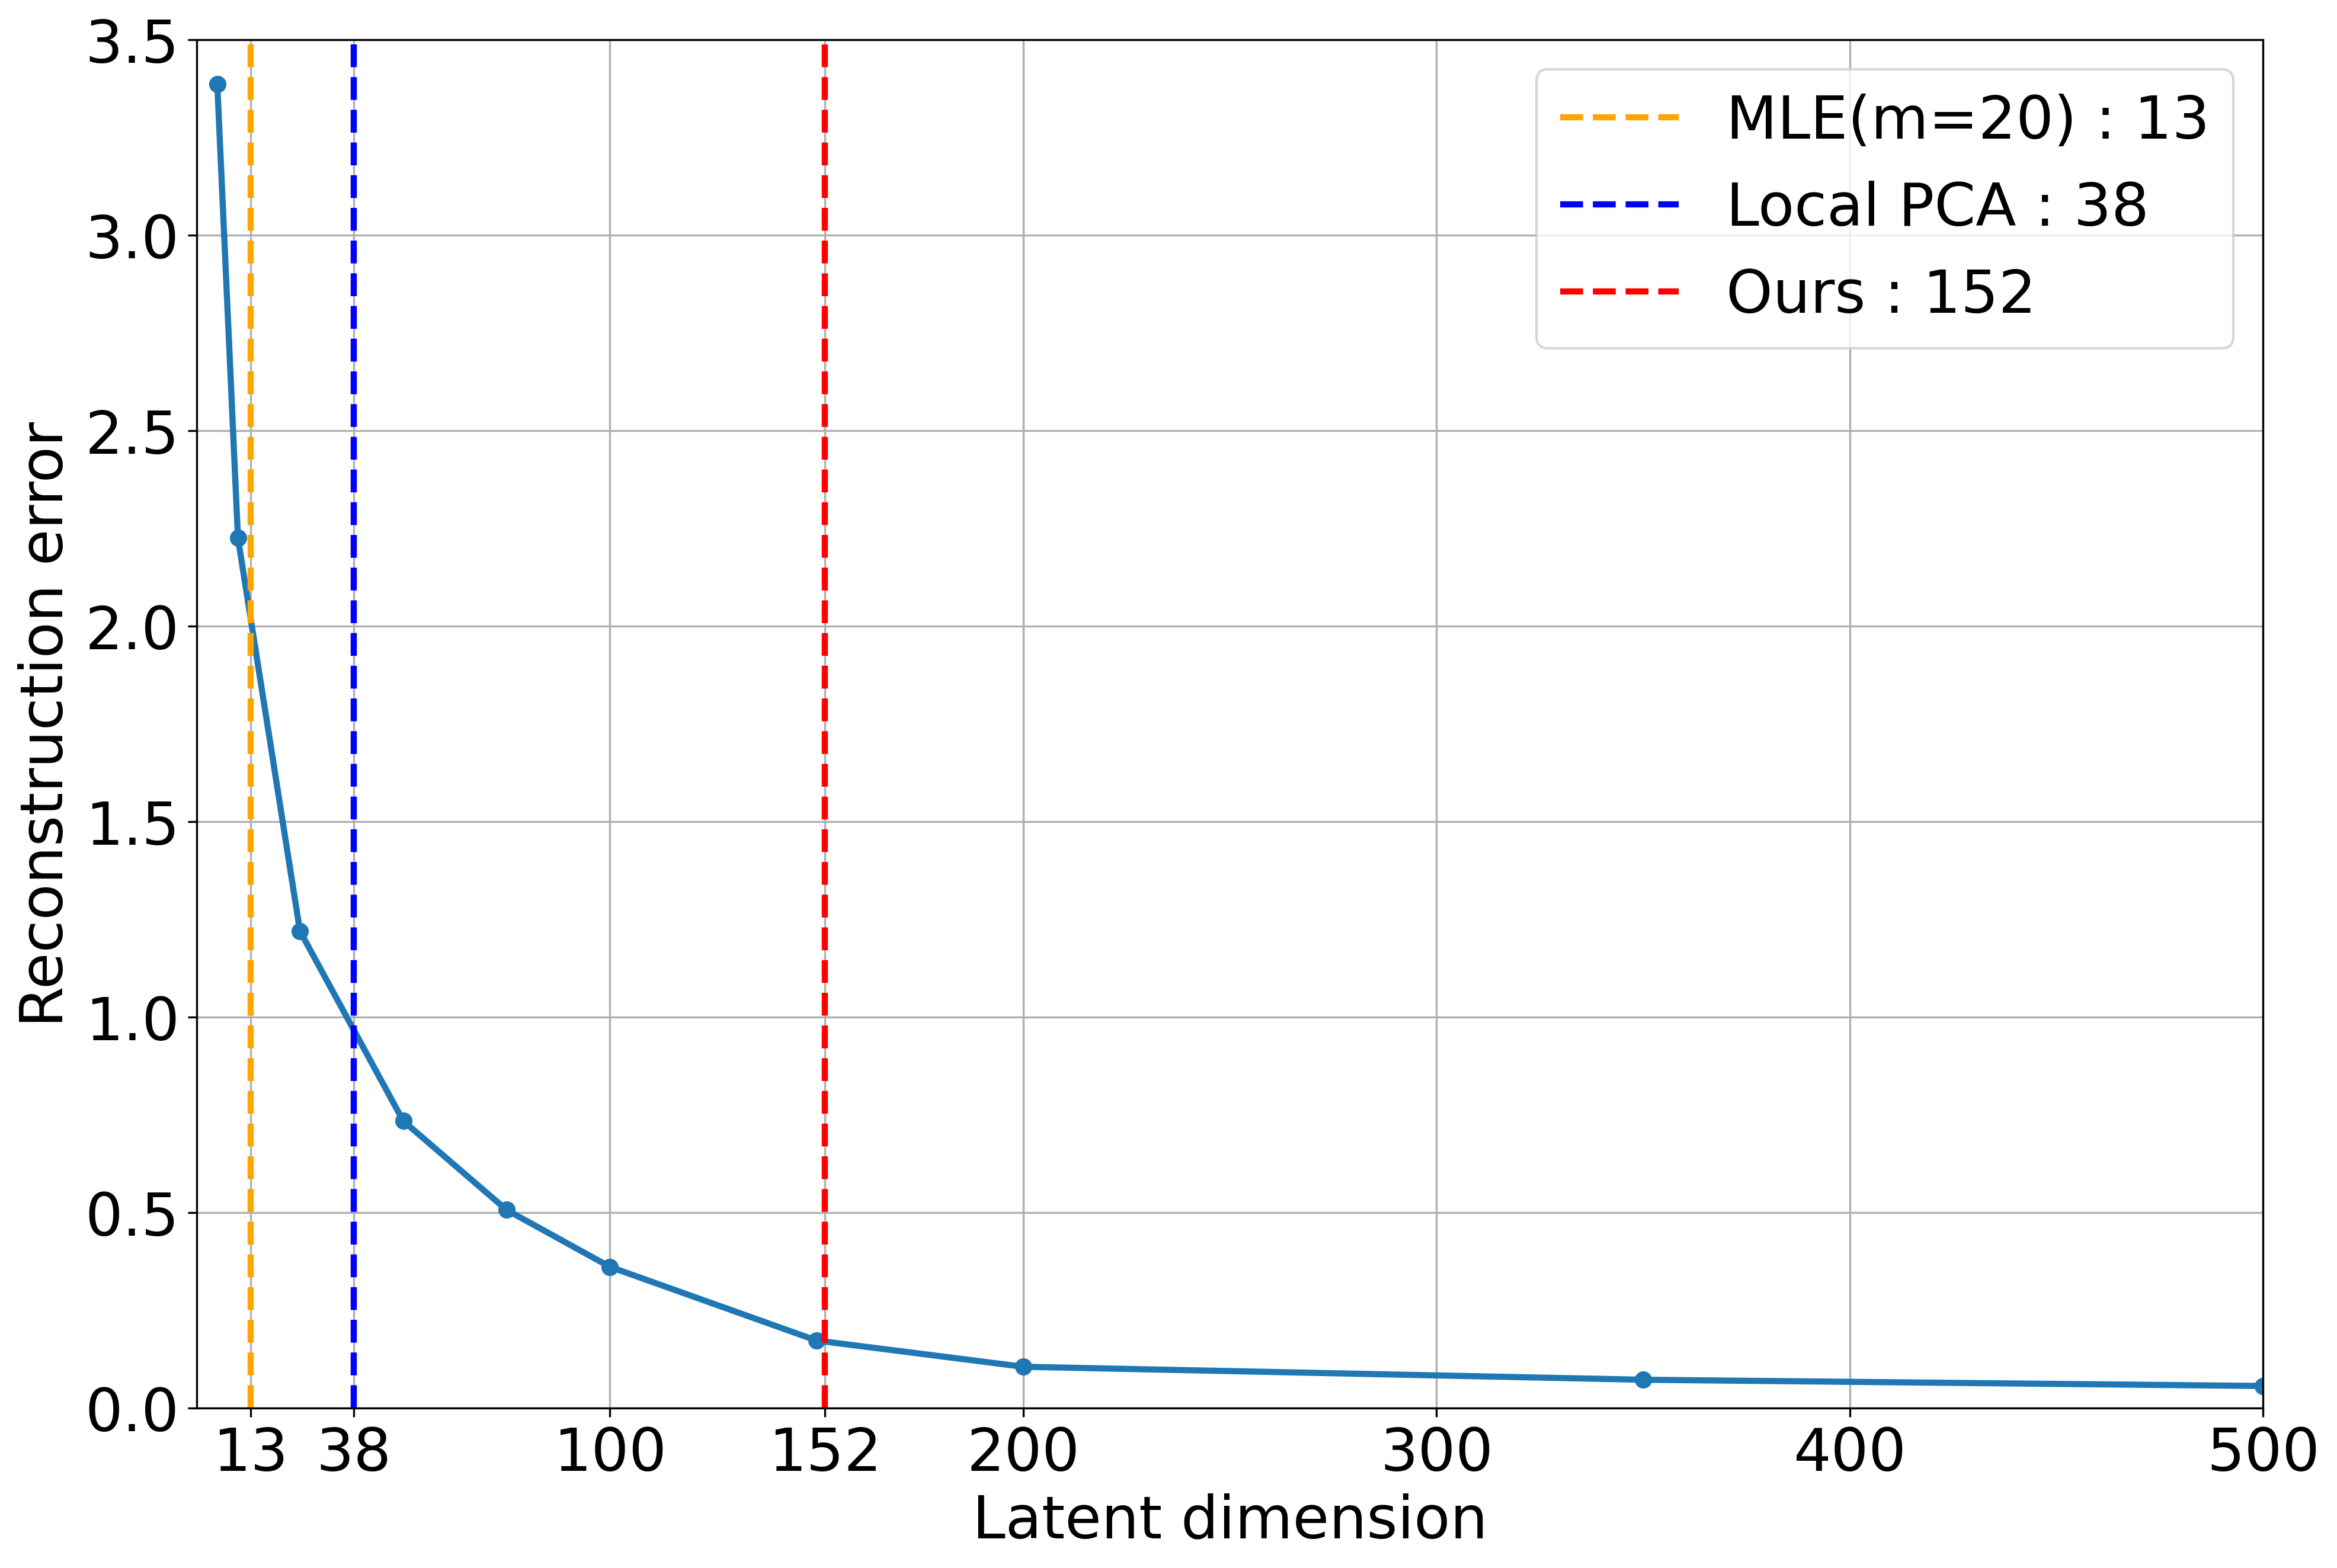 3.5
3.0
2.5
2.0
1.5
1.0
0.5
0.0
Reconstruction error
MLE(m=20) : 13
Local PCA : 38
Ours : 152
13 38 100 152 200 300 400 500
Latent dimension